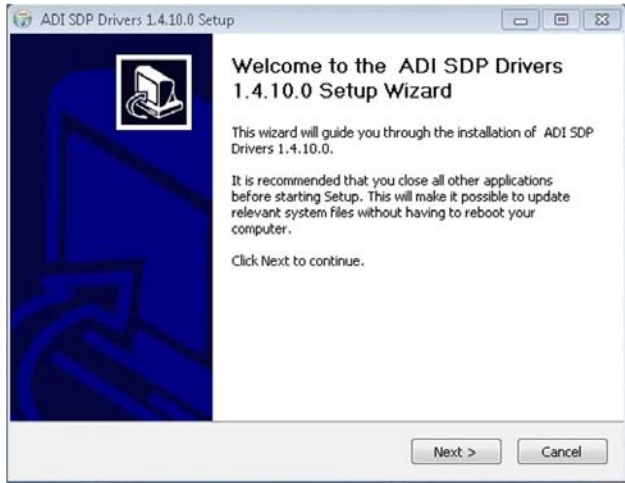 ADI SDP Drivers 1.4.10.0 Setup
Welcome to the ADI SDP Drivers
1.4.10.0 Setup Wizard
This wizard will guide you through the installation of ADI SDP
Drivers 1.4.10.0.
It is recommended that you close all other applications
before starting Setup. This will make it possible to update
relevant system files without having to reboot your
computer.
Click Next to continue.
Next >
Cancel